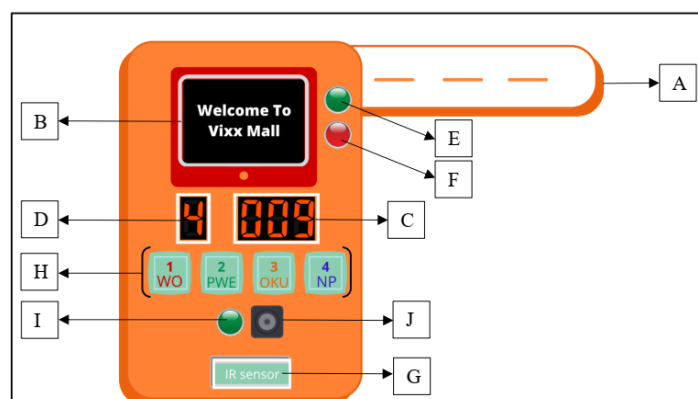 A
Welcome To
Vixx Mall
B
E
F
D
4
009
C
H
1
WO
2
PWE
3
OKU
4
NP
I
J
IR sensor
G